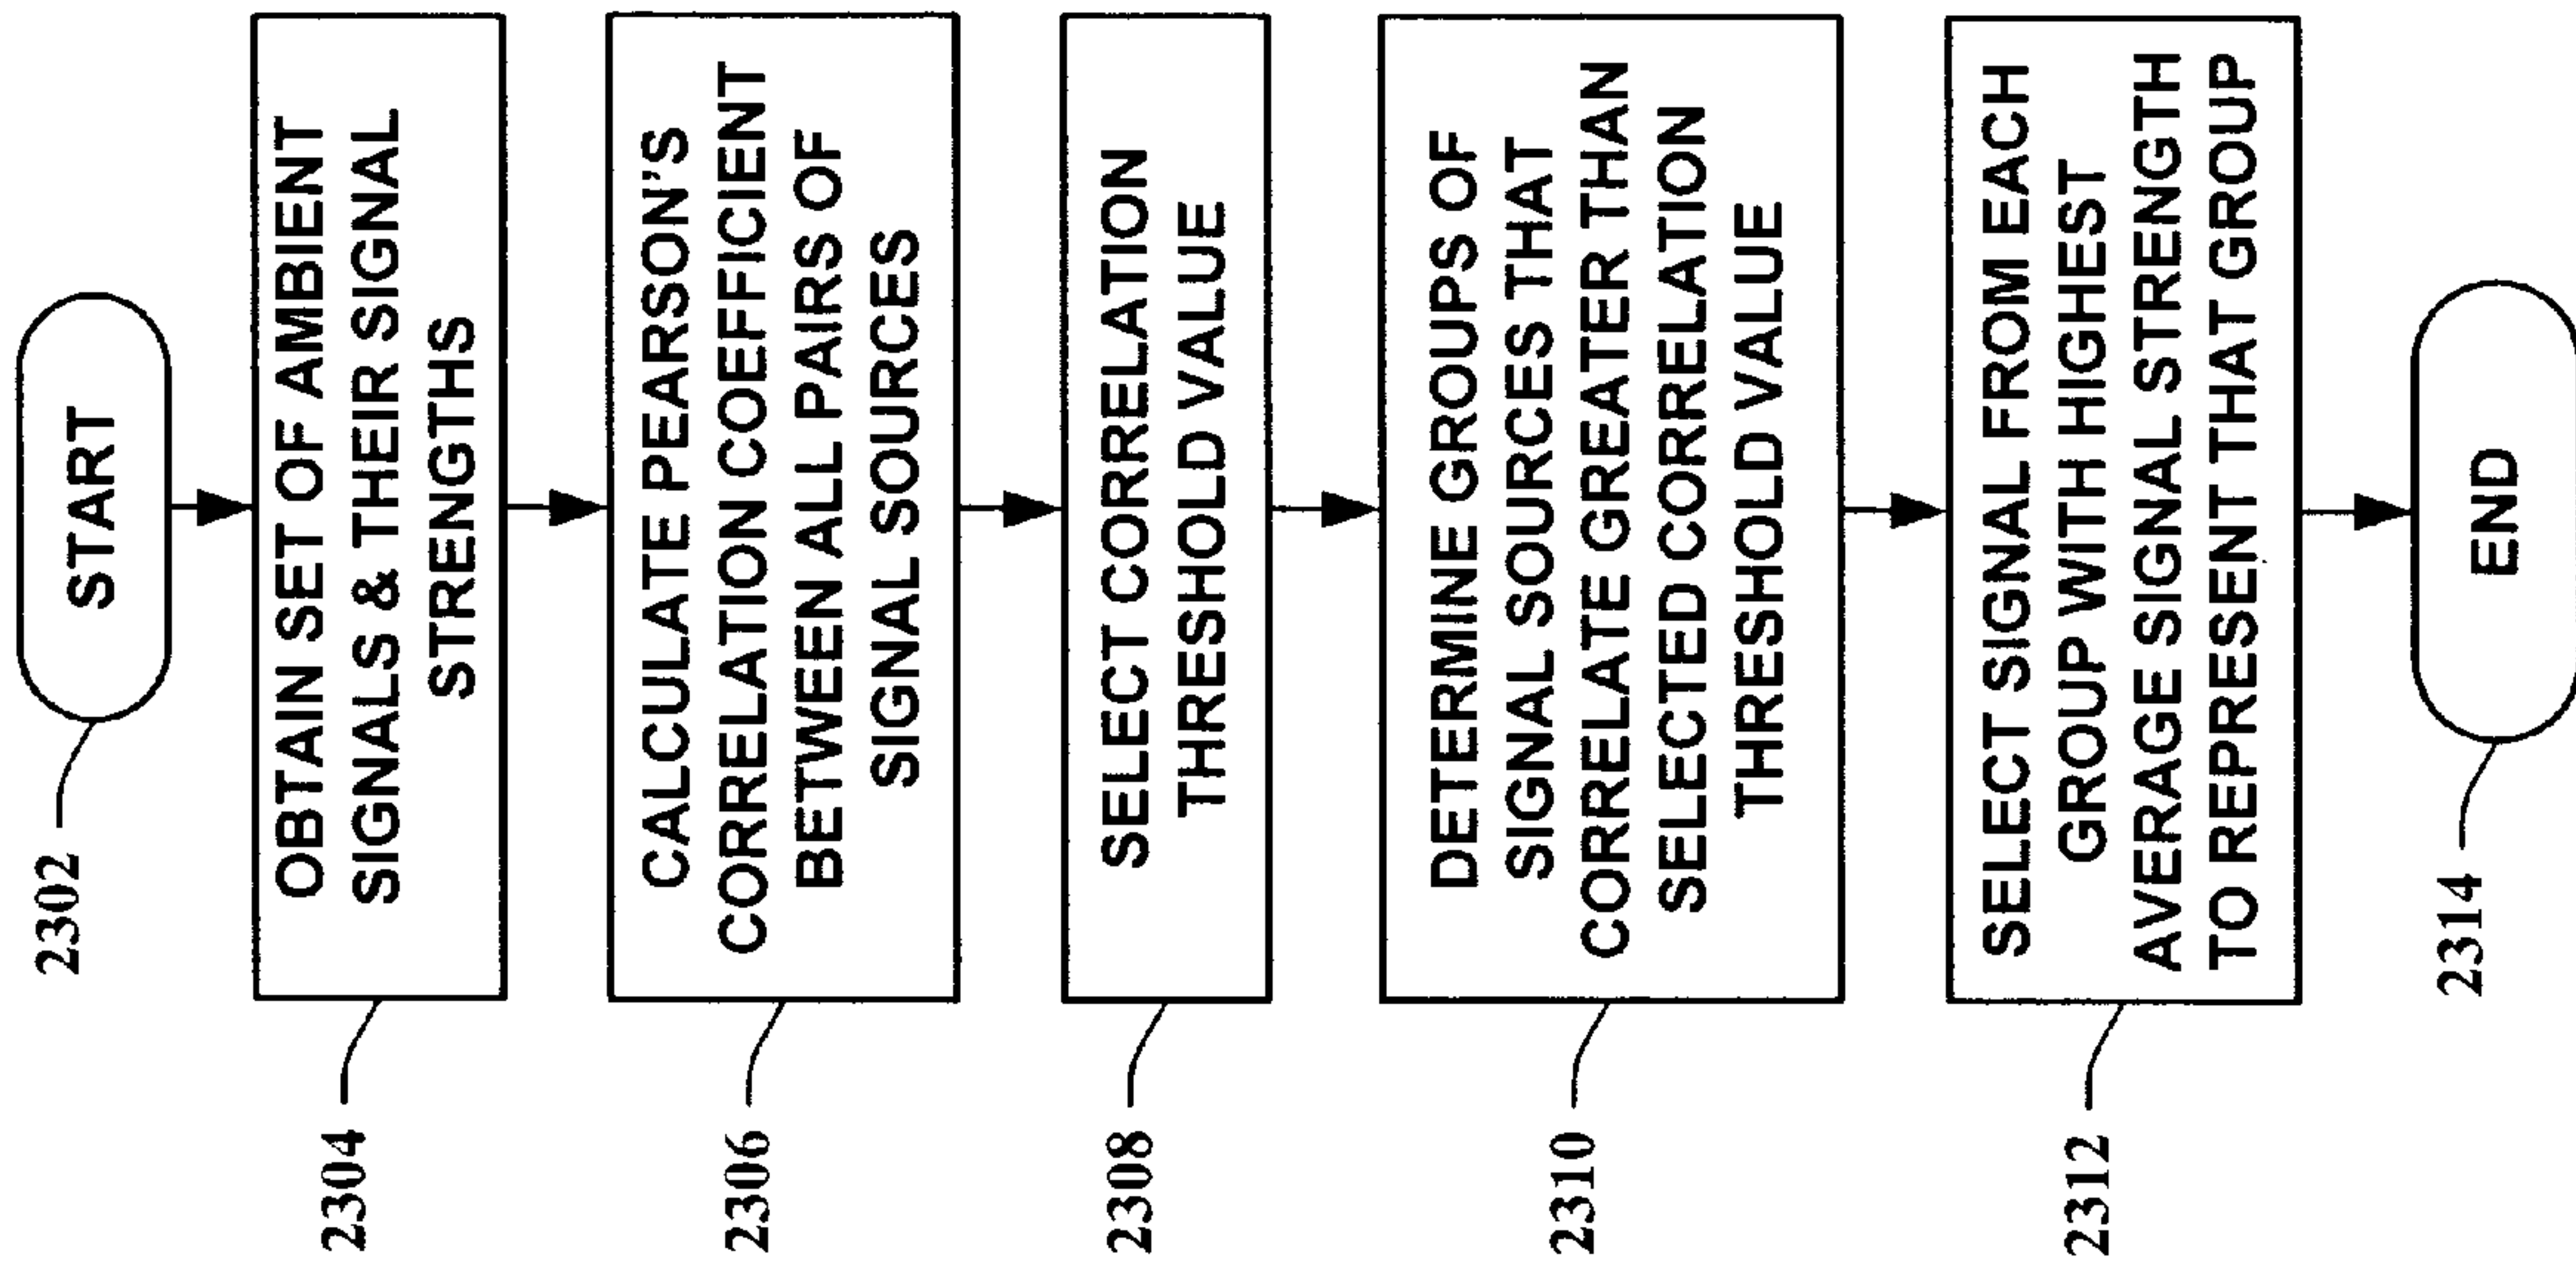 START
2302
OBTAIN SET OF AMBIENT
SIGNALS & THEIR SIGNAL
STRENGTHS
2304
CALCULATE PEARSON'S
CORRELATION COEFFICIENT
BETWEEN ALL PAIRS OF
SIGNAL SOURCES
2306
SELECT CORRELATION
THRESHOLD VALUE
2308
DETERMINE GROUPS OF
SIGNAL SOURCES THAT
CORRELATE GREATER THAN
SELECTED CORRELATION
THRESHOLD VALUE
2310
SELECT SIGNAL FROM EACH
GROUP WITH HIGHEST
AVERAGE SIGNAL STRENGTH
TO REPRESENT THAT GROUP
2312
END
2314